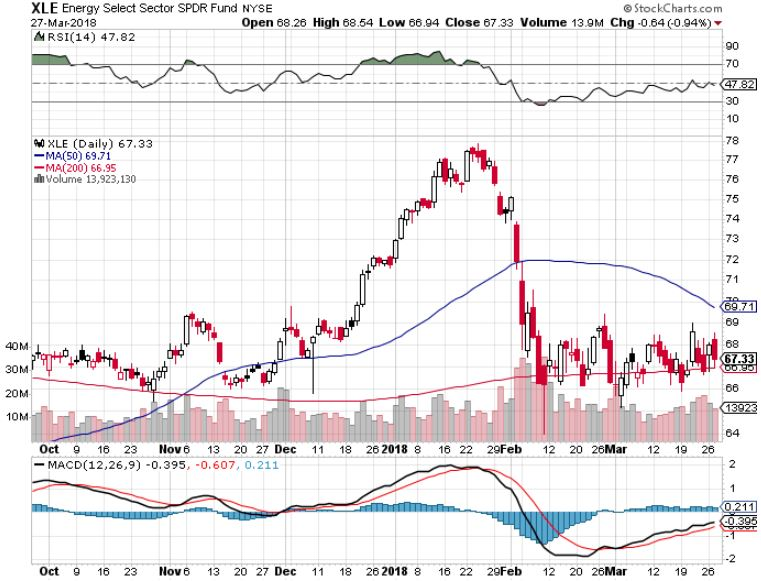 XLE Energy Select Sector SPDR Fund NYSE © StockCharts.com
27-Mar-2018 Open 68.26 High 68.54 Low 66.94 Close 67.33 Volume 13.9M Chg -0.64 (-0.94%)
RSI(14) 47.82
90
70
47.82
30
10
XLE (Daily) 67.33
MA(50) 69.71
MA(200) 66.95
Volume 13,923,130
78
77
76
75
74
73
72
71
69.71
69
68
67.33
66.95
66
13923
64
40M
30M
20M
10M
Oct 9 16 23 Nov 6 13 20 27 Dec 11 18 26 2018 8 16 22 29 Feb 12 20 26 Mar 12 19 26
MACD(12,26,9) -0.395, -0.607, 0.211
2
1
0.211
-0.395
-1
-2
Oct 9 16 23 Nov 6 13 20 27 Dec 11 18 26 2018 8 16 22 29 Feb 12 20 26 Mar 12 19 26